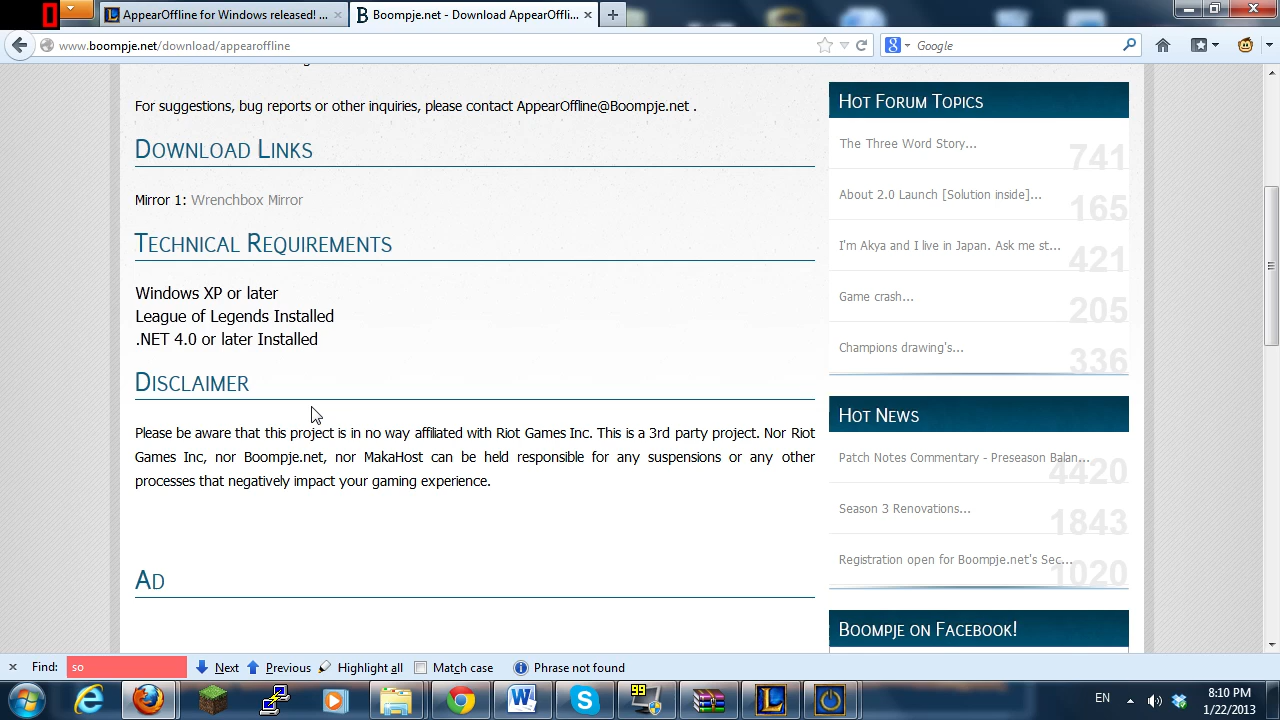 AppearOffline for Windows released! ...
Boompje.net - Download AppearOffli...
www.boompje.net/download/appearoffline
Google
For suggestions, bug reports or other inquiries, please contact AppearOffline@Boompje.net .
Download Links
Mirror 1: Wrenchbox Mirror
Technical Requirements
Windows XP or later
League of Legends Installed
.NET 4.0 or later Installed
Disclaimer
Please be aware that this project is in no way affiliated with Riot Games Inc. This is a 3rd party project. Nor Riot
Games Inc, nor Boompje.net, nor MakaHost can be held responsible for any suspensions or any other
processes that negatively impact your gaming experience.
Ad
Hot Forum Topics
The Three Word Story...
741
About 2.0 Launch [Solution inside]...
165
I'm Akya and I live in Japan. Ask me st...
421
Game crash...
205
Champions drawing's...
336
Hot News
Patch Notes Commentary - Preseason Balan...
4420
Season 3 Renovations...
1843
Registration open for Boompje.net's Sec...
1020
Boompje on Facebook!
Find: so Next Previous Highlight all Match case Phrase not found
99
EN
8:10 PM
1/22/2013